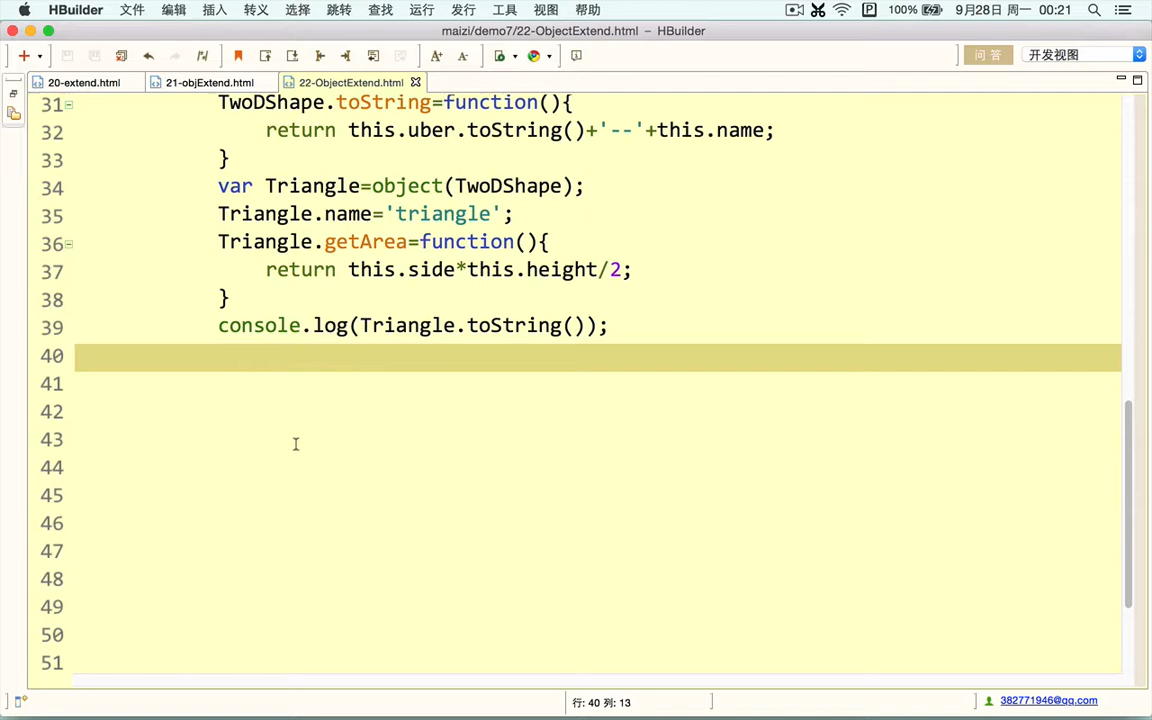 HBuilder 文件 编辑 插入 转义 选择 跳转 查找 运行 发行 工具 视图 帮助 100% 9月28日 周一 00:21
maizi/demo7/22-ObjectExtend.html — HBuilder
问 答 开发视图
20-extend.html 21-objExtend.html 22-ObjectExtend.html
31 TwoDShape.toString=function(){
32 return this.uber.toString()+'--'+this.name;
33 }
34 var Triangle=object(TwoDShape);
35 Triangle.name='triangle';
36 Triangle.getArea=function(){
37 return this.side*this.height/2;
38 }
39 console.log(Triangle.toString());
40
41
42
43
44
45
46
47
48
49
50
51
行: 40 列: 13 382771946@qq.com